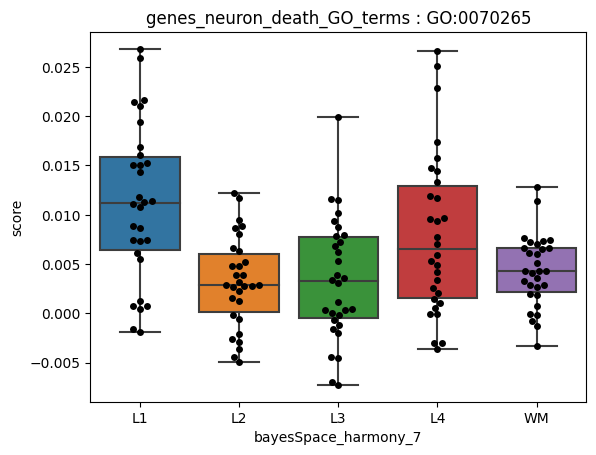 genes_neuron_death_GO_terms : GO:0070265
score
0.025
0.020
0.015
0.010
0.005
0.000
−0.005
L1 L2 L3 L4 WM
bayesSpace_harmony_7